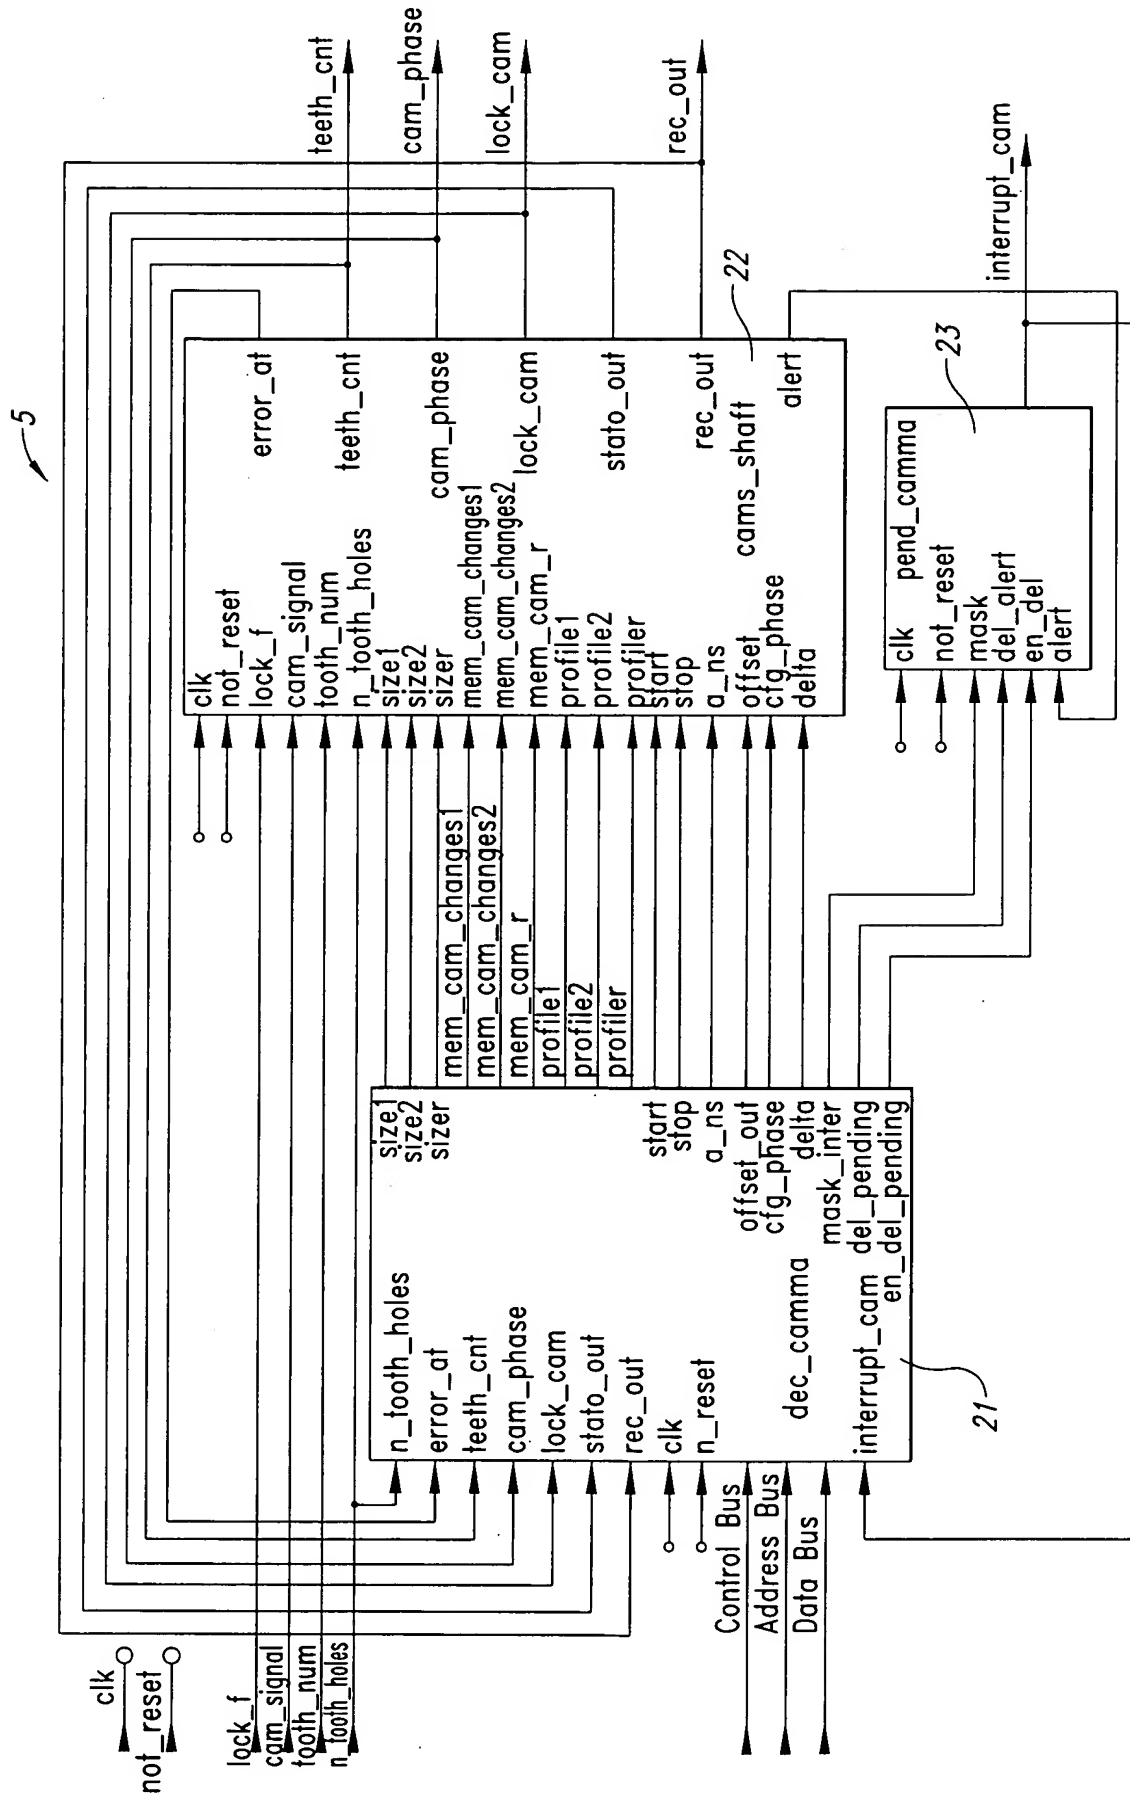 5
clk
not_reset
lock_f
cam_signal
tooth_num
n_tooth_holes
Control Bus
Address Bus
Data Bus
n_tooth_holes
error_at
teeth_cnt
cam_phase
lock_cam
stato_out
rec_out
clk
n_reset
dec_camma
interrupt_cam
21
size1
size2
sizer
start
stop
a_ns
offset_out
cfg_phase
delta
mask_inter
del_pending
en_del_pending
mem_cam_changes1
mem_cam_changes2
mem_cam_r
profile1
profile2
profiler
clk
not_reset
lock_f
cam_signal
tooth_num
n_tooth_holes
size1
size2
sizer
mem_cam_changes1
mem_cam_changes2
mem_cam_r
profile1
profile2
profiler
start
stop
a_ns
offset
cfg_phase
delta
cams_shaft
error_at
teeth_cnt
cam_phase
lock_cam
stato_out
rec_out
alert
22
clk
pend_camma
not_reset
mask
del_alert
en_del
alert
23
teeth_cnt
cam_phase
lock_cam
rec_out
interrupt_cam